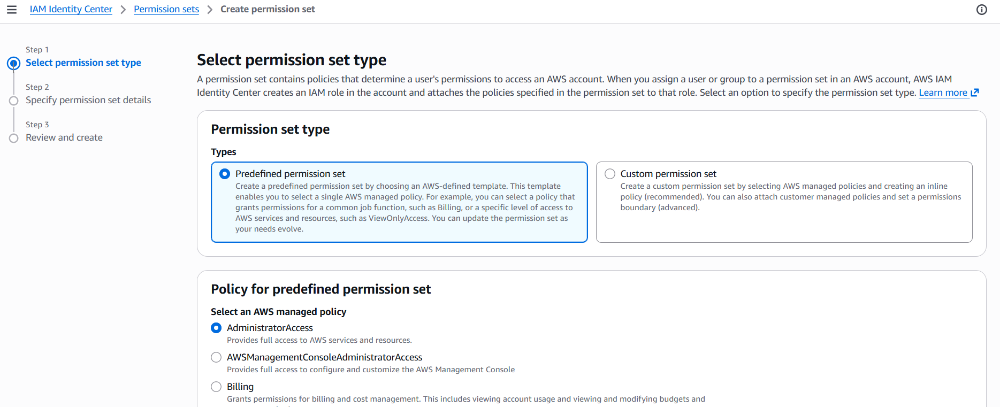 IAM Identity Center > Permission sets > Create permission set
Step 1
Select permission set type
Step 2
Specify permission set details
Step 3
Review and create
Select permission set type
A permission set contains policies that determine a user's permissions to access an AWS account. When you assign a user or group to a permission set in an AWS account, AWS IAM
Identity Center creates an IAM role in the account and attaches the policies specified in the permission set to that role. Select an option to specify the permission set type. Learn more
Permission set type
Types
Predefined permission set
Create a predefined permission set by choosing an AWS-defined template. This template
enables you to select a single AWS managed policy. For example, you can select a policy that
grants permissions for a common job function, such as Billing, or a specific level of access to
AWS services and resources, such as ViewOnlyAccess. You can update the permission set as
your needs evolve.
Custom permission set
Create a custom permission set by selecting AWS managed policies and creating an inline
policy (recommended). You can also attach customer managed policies and set a permissions
boundary (advanced).
Policy for predefined permission set
Select an AWS managed policy
AdministratorAccess
Provides full access to AWS services and resources.
AWSManagementConsoleAdministratorAccess
Provides full access to configure and customize the AWS Management Console
Billing
Grants permissions for billing and cost management. This includes viewing account usage and viewing and modifying budgets and